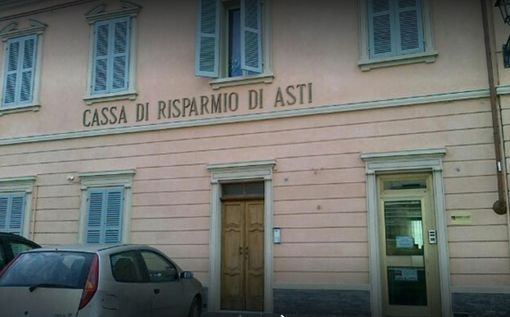 CASSA DI RISPARMIO DI ASTI